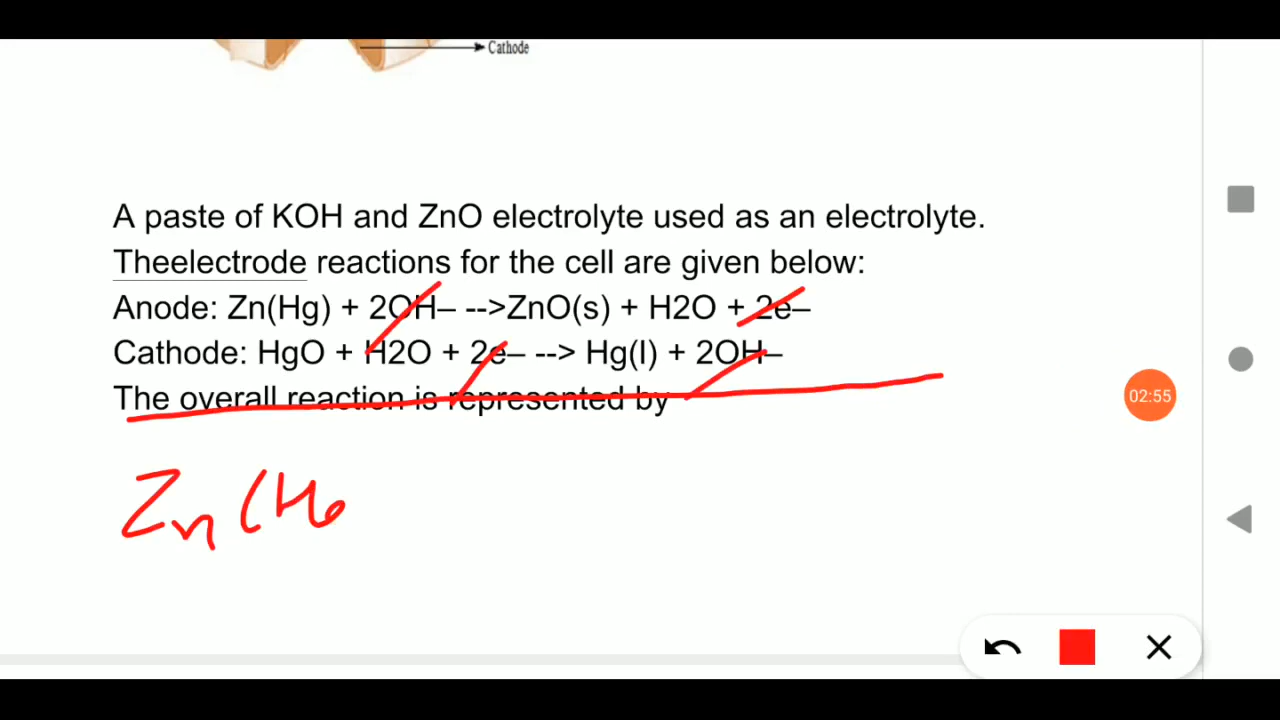 Cathode
A paste of KOH and ZnO electrolyte used as an electrolyte.
Theelectrode reactions for the cell are given below:
Anode: Zn(Hg) + 2OH– -->ZnO(s) + H2O + 2e–
Cathode: HgO + H2O + 2e– --> Hg(l) + 2OH–
The overall reaction is represented by
02:55
Zn (H